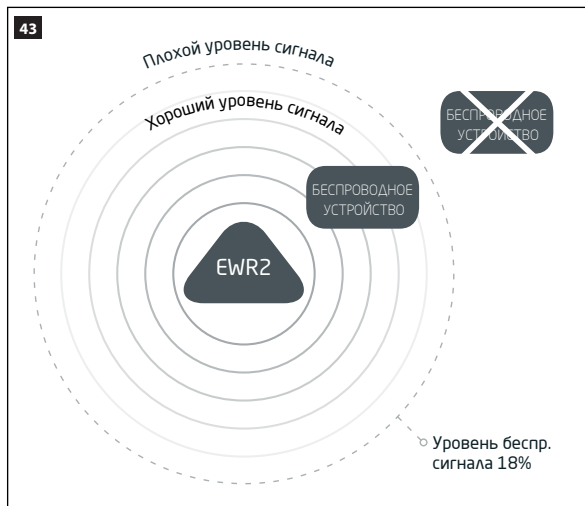 43
Плохой уровень сигнала
Хороший уровень сигнала
БЕСПРОВОДНОЕ
УСТРОЙСТВО
БЕСПРОВОДНОЕ
УСТРОЙСТВО
EWR2
Уровень беспр.
сигнала 18%